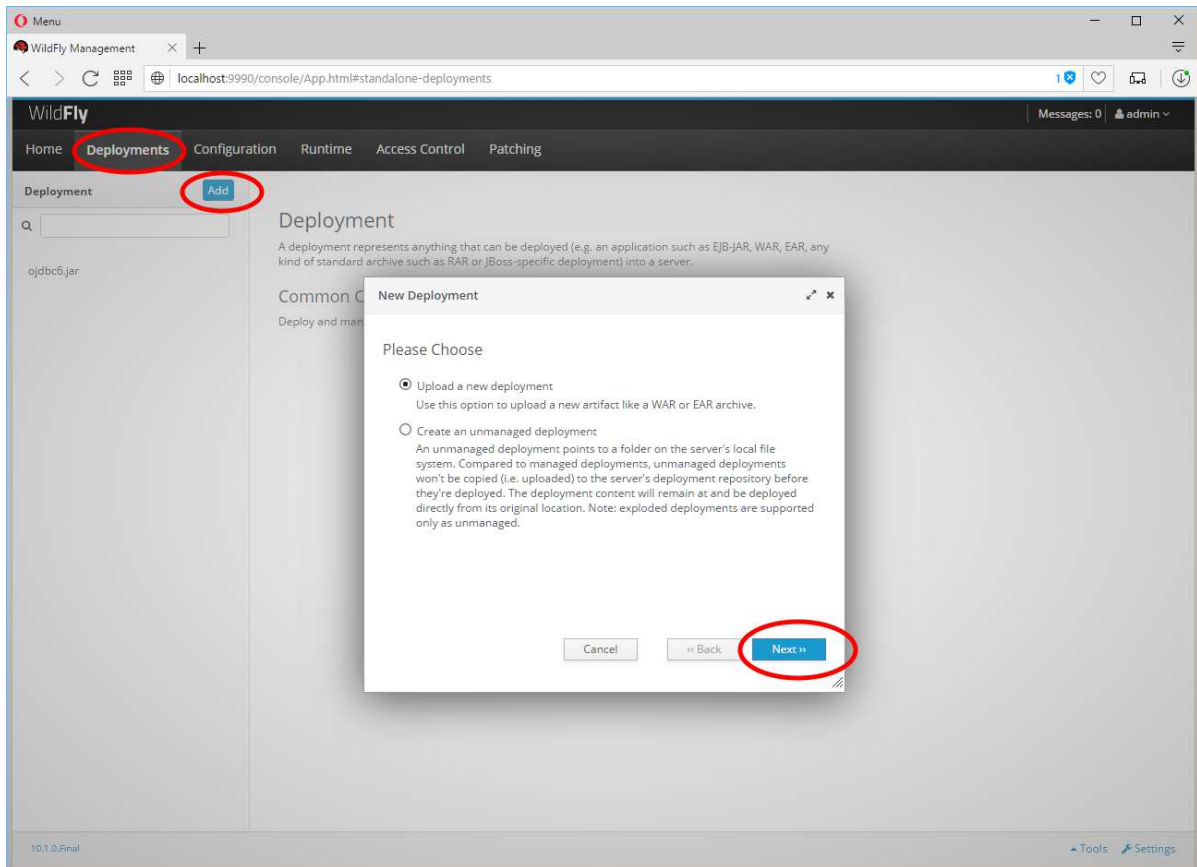 Menu
WildFly Management
localhost:9990/console/App.html#standalone-deployments
1
WildFly
Messages: 0
admin
Home Deployments Configuration Runtime Access Control Patching
Deployment
Add
ojdbc6.jar
Deployment
A deployment represents anything that can be deployed (e.g. an application such as EJB-JAR, WAR, EAR, any
kind of standard archive such as RAR or JBoss-specific deployment) into a server.
Common C
Deploy and man
New Deployment
Please Choose
Upload a new deployment
Use this option to upload a new artifact like a WAR or EAR archive.
Create an unmanaged deployment
An unmanaged deployment points to a folder on the server's local file
system. Compared to managed deployments, unmanaged deployments
won't be copied (i.e. uploaded) to the server's deployment repository before
they're deployed. The deployment content will remain at and be deployed
directly from its original location. Note: exploded deployments are supported
only as unmanaged.
Cancel
‹‹ Back
Next ››
10.1.0.Final
Tools
Settings